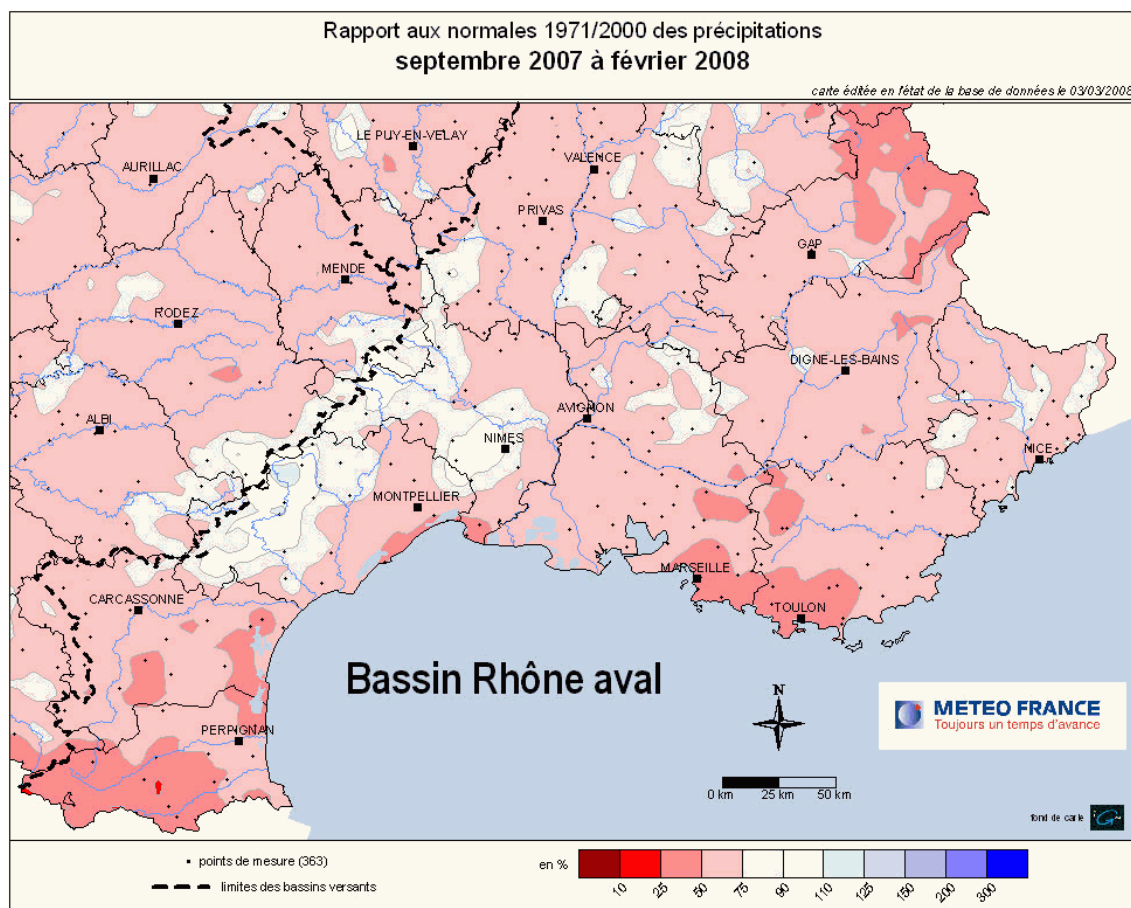 Rapport aux normales 1971/2000 des précipitations
septembre 2007 à février 2008
carte éditée en l'état de la base de données le 03/03/2008
LE PUY-EN-VELAY
AURILLAC
VALENCE
PRIVAS
GAP
MENDE
RODEZ
DIGNE-LES-BAINS
ALBI
AVIGNON
NIMES
NICE
MONTPELLIER
MARSEILLE
CARCASSONNE
TOULON
Bassin Rhône aval
N
METEO FRANCE
Toujours un temps d'avance
PERPIGNAN
0 km 25 km 50 km
fond de carte
points de mesure (363)
en %
limites des bassins versants
10 25 50 75 90 110 125 150 200 300